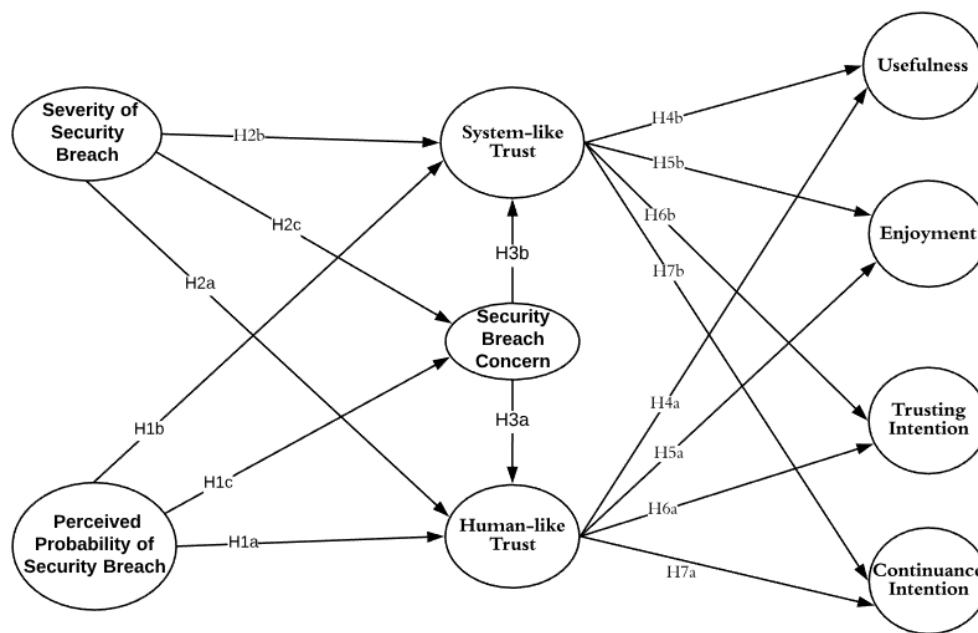 Usefulness
Severity of
Security
Breach
System-like
Trust
H4b
H2b
H5b
H6b
H2c
Enjoyment
H3b
H7b
H2a
Security
Breach
Concern
H4a
Trusting
Intention
H3a
H1b
H5a
H1c
H6a
Perceived
Probability of
Security Breach
H1a
Human-like
Trust
H7a
Continuance
Intention